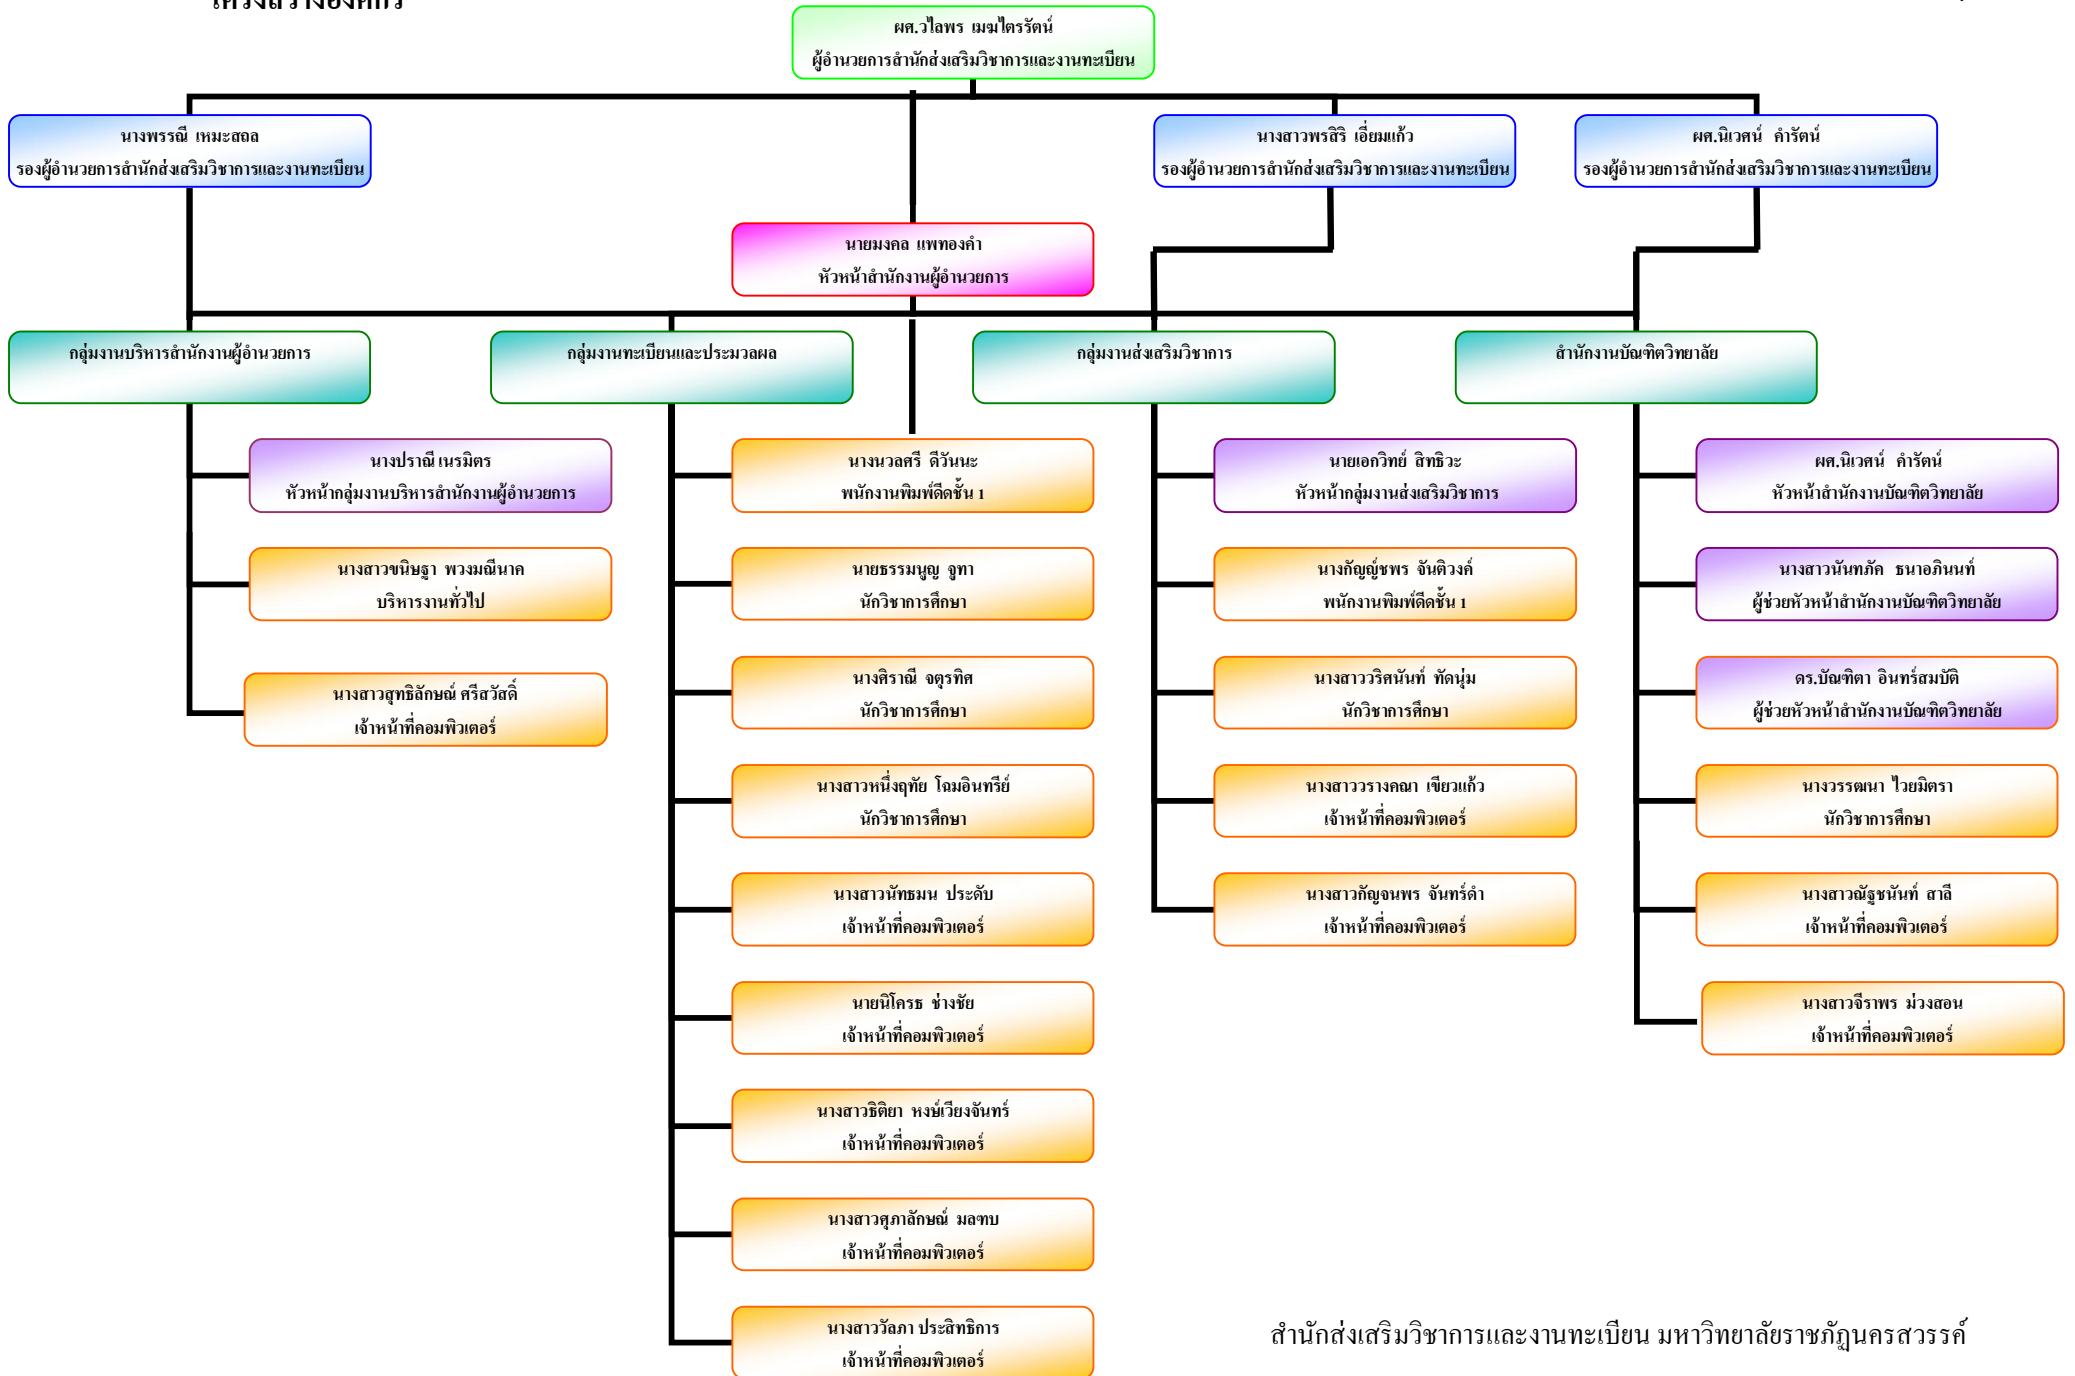 โครงสร้างองค์กร
ผศ.วไลพร เมฆไตรรัตน์
ผู้อำนวยการสำนักส่งเสริมวิชาการและงานทะเบียน
นางพรรณี เหมะสถล
รองผู้อำนวยการสำนักส่งเสริมวิชาการและงานทะเบียน
นางสาวพรสิริ เอี่ยมแก้ว
รองผู้อำนวยการสำนักส่งเสริมวิชาการและงานทะเบียน
ผศ.นิเวศน์ คำรัตน์
รองผู้อำนวยการสำนักส่งเสริมวิชาการและงานทะเบียน
นายมงคล แพทองคำ
หัวหน้าสำนักงานผู้อำนวยการ
กลุ่มงานบริหารสำนักงานผู้อำนวยการ
กลุ่มงานทะเบียนและประมวลผล
กลุ่มงานส่งเสริมวิชาการ
สำนักงานบัณฑิตวิทยาลัย
นางปราณี เนรมิตร
หัวหน้ากลุ่มงานบริหารสำนักงานผู้อำนวยการ
นางสาวขนิษฐา พวงมณีนาค
บริหารงานทั่วไป
นางสาวสุทธิลักษณ์ ศรีสวัสดิ์
เจ้าหน้าที่คอมพิวเตอร์
นางนวลศรี ดีวันนะ
พนักงานพิมพ์ดีดชั้น 1
นายธรรมนูญ จูทา
นักวิชาการศึกษา
นางศิราณี จตุรทิศ
นักวิชาการศึกษา
นางสาวหนึ่งฤทัย โฉมอินทรีย์
นักวิชาการศึกษา
นางสาวนัทธมน ประดับ
เจ้าหน้าที่คอมพิวเตอร์
นายนิโครธ ช่างชัย
เจ้าหน้าที่คอมพิวเตอร์
นางสาวธิติยา หงษ์เวียงจันทร์
เจ้าหน้าที่คอมพิวเตอร์
นางสาวศุภาลักษณ์ มลฑบ
เจ้าหน้าที่คอมพิวเตอร์
นางสาววัลภา ประสิทธิการ
เจ้าหน้าที่คอมพิวเตอร์
นายเอกวิทย์ สิทธิวะ
หัวหน้ากลุ่มงานส่งเสริมวิชาการ
นางกัญญ์ชพร จันติวงค์
พนักงานพิมพ์ดีดชั้น 1
นางสาววริศนันท์ ทัดนุ่ม
นักวิชาการศึกษา
นางสาววรางคณา เขียวแก้ว
เจ้าหน้าที่คอมพิวเตอร์
นางสาวกัญจนพร จันทร์ดำ
เจ้าหน้าที่คอมพิวเตอร์
ผศ.นิเวศน์ คำรัตน์
หัวหน้าสำนักงานบัณฑิตวิทยาลัย
นางสาวนันทภัค ธนาอภินนท์
ผู้ช่วยหัวหน้าสำนักงานบัณฑิตวิทยาลัย
ดร.บัณฑิตา อินทร์สมบัติ
ผู้ช่วยหัวหน้าสำนักงานบัณฑิตวิทยาลัย
นางวรรฒนา ไวยมิตรา
นักวิชาการศึกษา
นางสาวณัฐชนันท์ สาลี
เจ้าหน้าที่คอมพิวเตอร์
นางสาวจีราพร ม่วงสอน
เจ้าหน้าที่คอมพิวเตอร์
สำนักส่งเสริมวิชาการและงานทะเบียน มหาวิทยาลัยราชภัฏนครสวรรค์